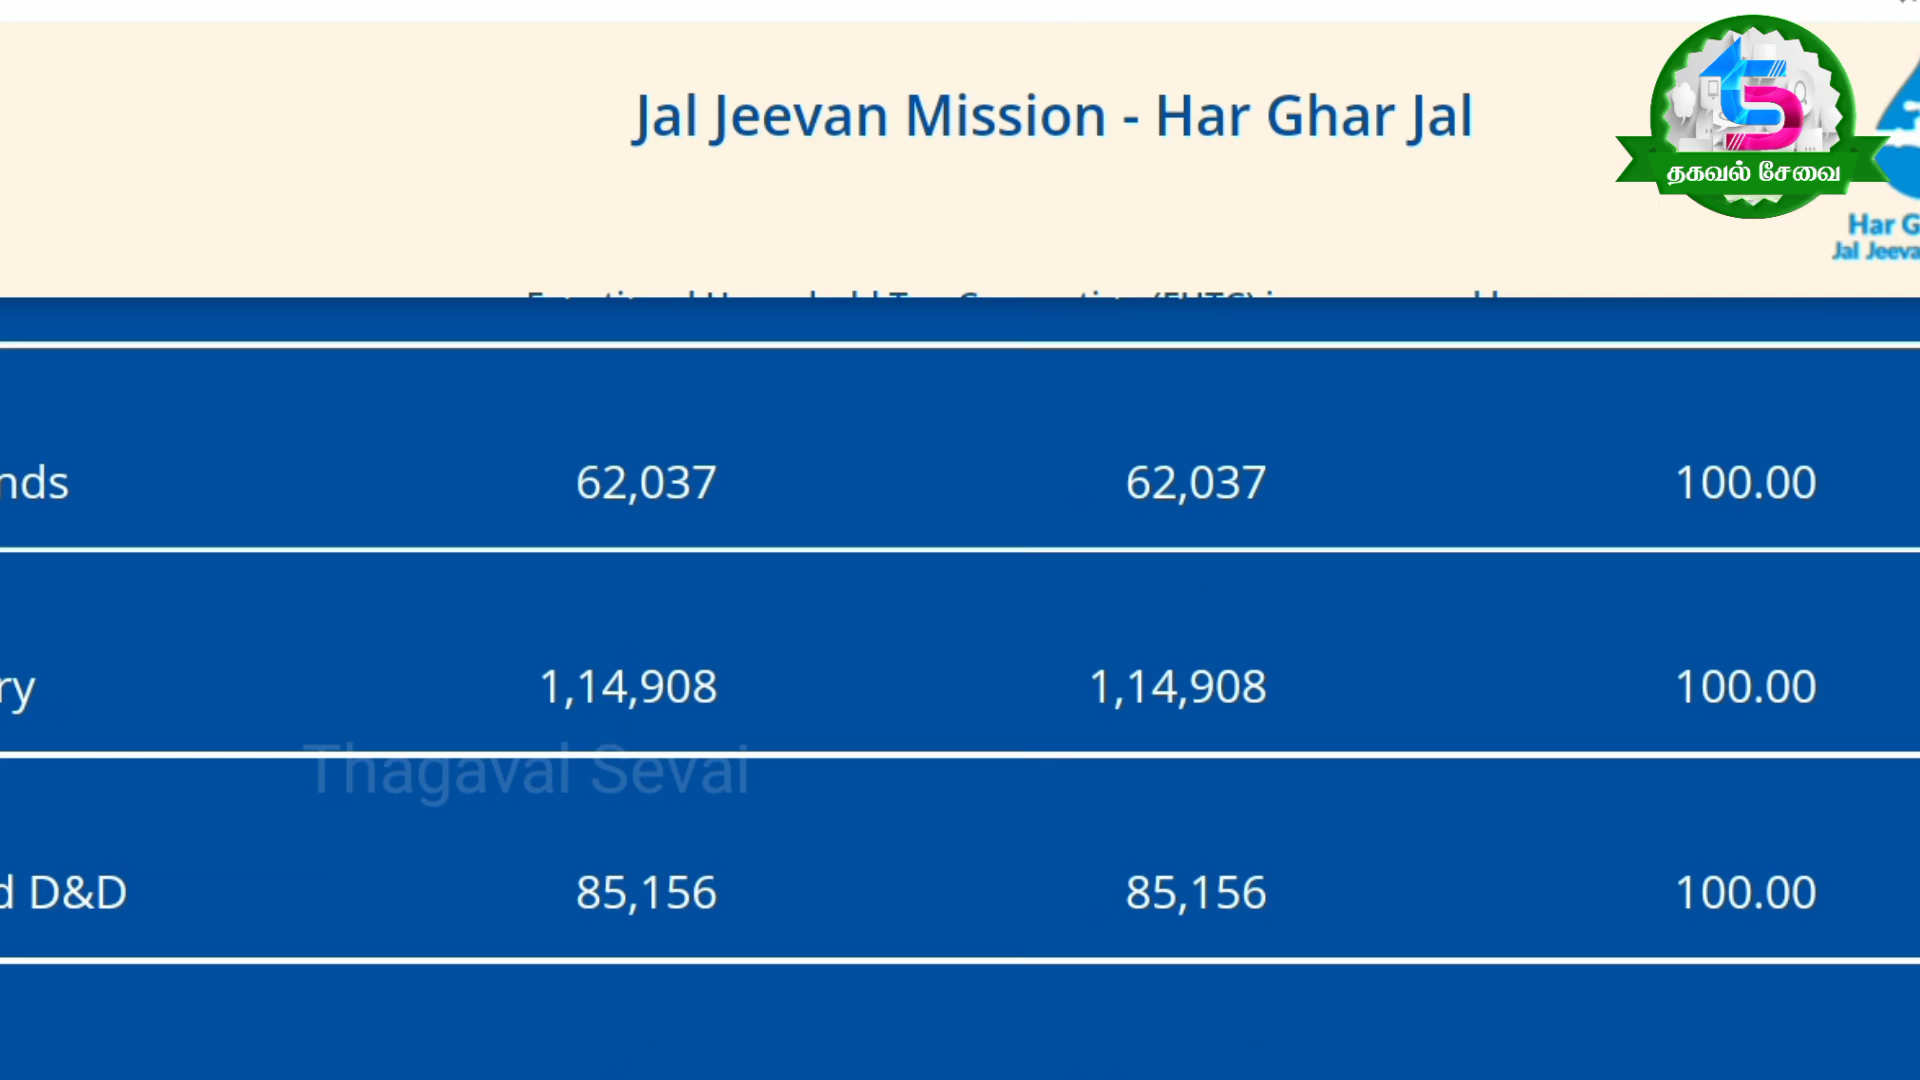 Jal Jeevan Mission - Har Ghar Jal
தகவல் சேவை
Har G
Jal Jeeva
nds 62,037 62,037 100.00
ry 1,14,908 1,14,908 100.00
Thagaval Sevai
d D&D 85,156 85,156 100.00